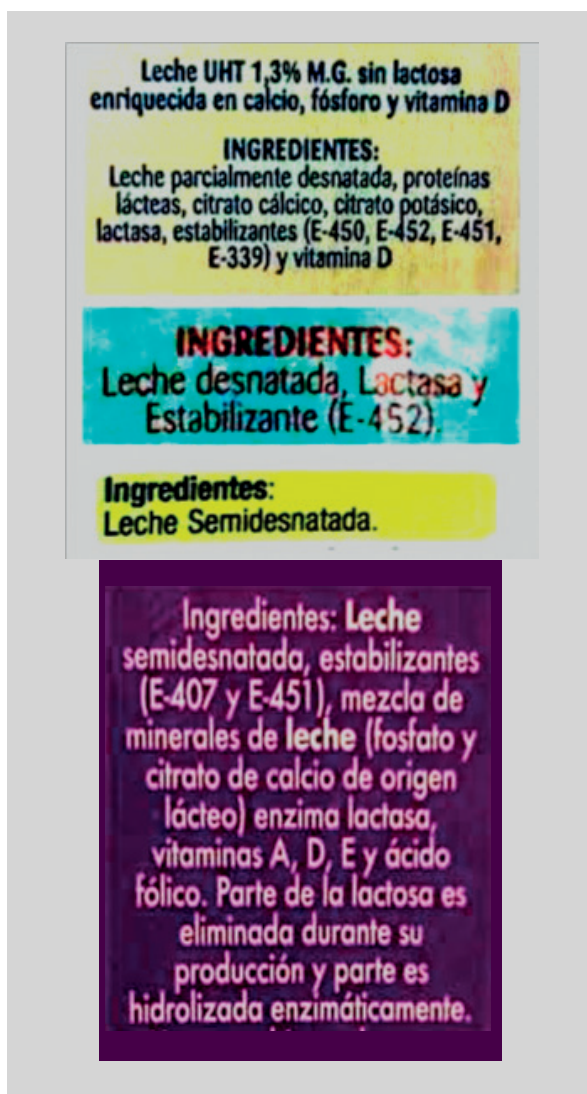 Leche UHT 1,3% M.G. sin lactosa
enriquecida en calcio, fósforo y vitamina D
INGREDIENTES:
Leche parcialmente desnatada, proteínas
lácteas, citrato cálcico, citrato potásico,
lactasa, estabilizantes (E-450, E-452, E-451,
E-339) y vitamina D
INGREDIENTES:
Leche desnatada, Lactasa y
Estabilizante (E-452).
Ingredientes:
Leche Semidesnatada.
Ingredientes: Leche
semidesnatada, estabilizantes
(E-407 y E-451), mezcla de
minerales de leche (fosfato y
citrato de calcio de origen
lácteo) enzima lactasa,
vitaminas A, D, E y ácido
fólico. Parte de la lactosa es
eliminada durante su
producción y parte es
hidrolizada enzimáticamente.